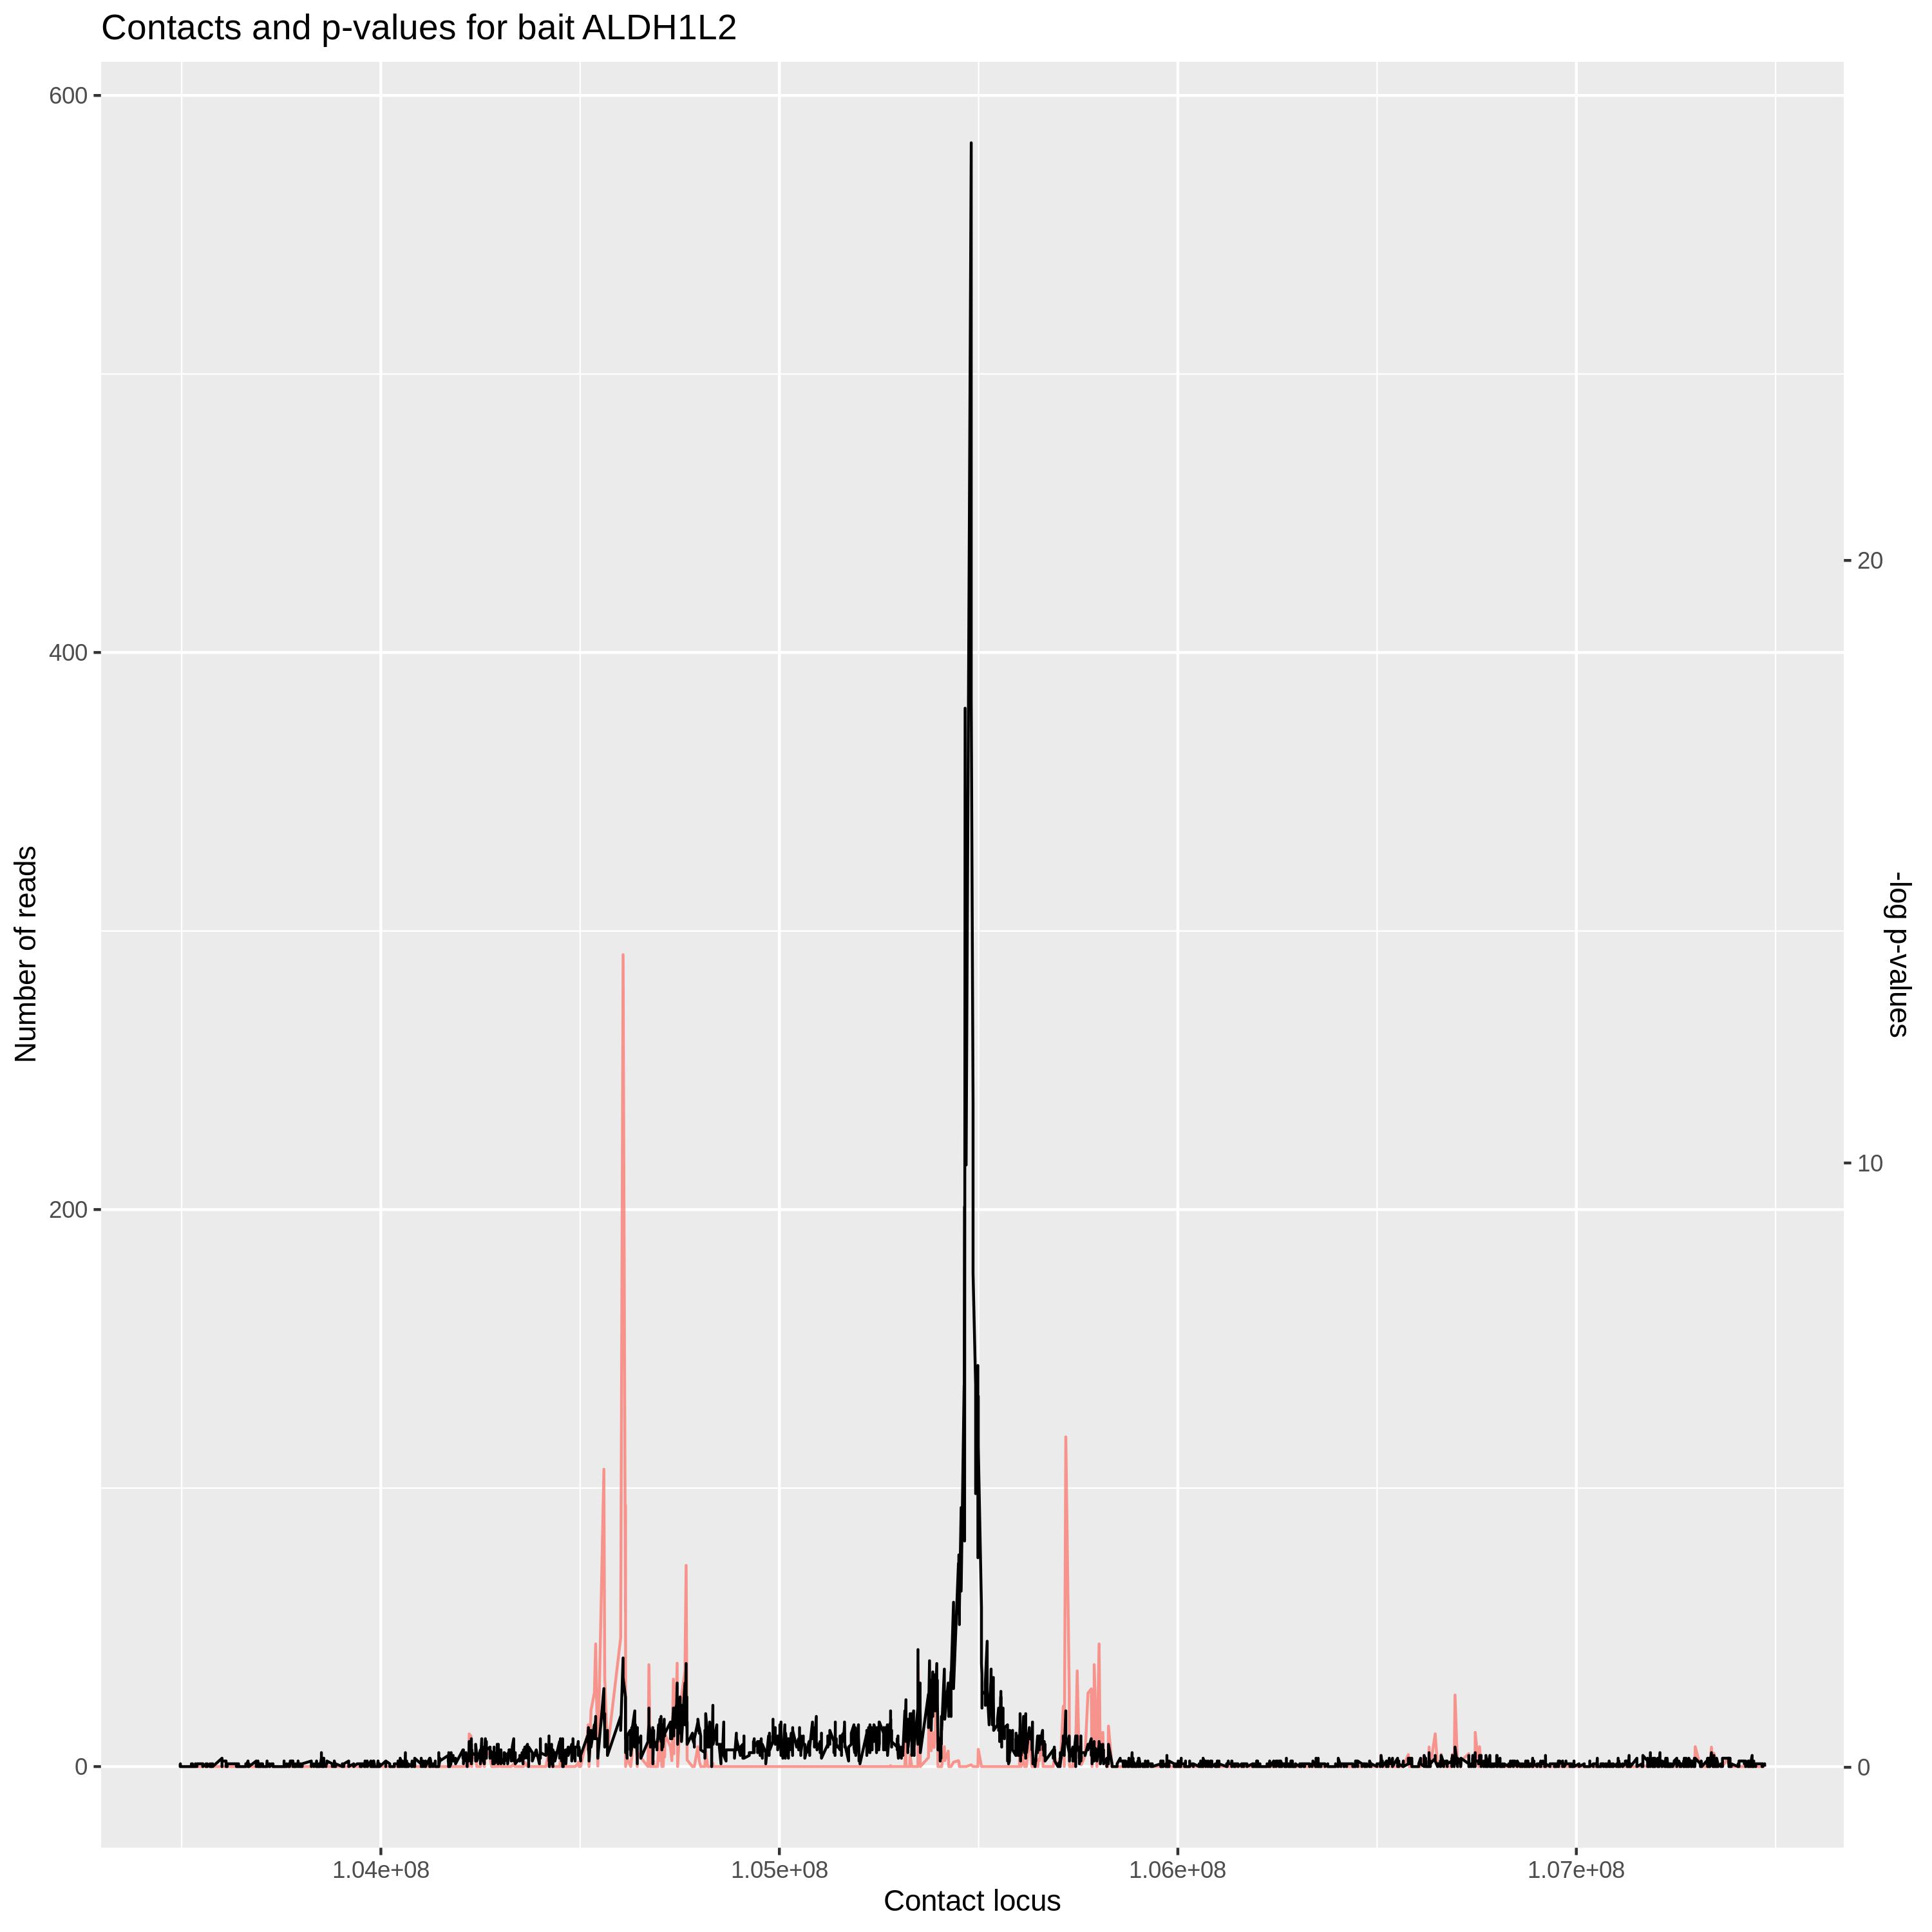 Contacts and p-values for bait ALDH1L2
600
400
200
0
Number of reads
20
10
0
-log p-values
1.04e+08
1.05e+08
1.06e+08
1.07e+08
Contact locus